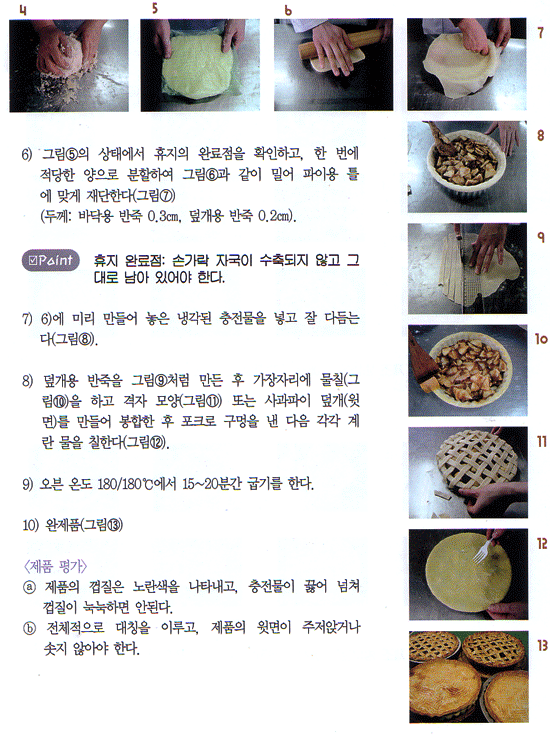 4
5
6
7
6) 그림⑤의 상태에서 휴지의 완료점을 확인하고, 한 번에
적당한 양으로 분할하여 그림⑥과 같이 밀어 파이용 틀
에 맞게 재단한다(그림⑦)
(두께: 바닥용 반죽 0.3cm, 덮개용 반죽 0.2cm).
8
9
☑Point 휴지 완료점: 손가락 자국이 수축되지 않고 그
대로 남아 있어야 한다.
7) 6)에 미리 만들어 놓은 냉각된 충전물을 넣고 잘 다듬는
다(그림⑧).
10
8) 덮개용 반죽을 그림⑨처럼 만든 후 가장자리에 물칠(그
림⑩)을 하고 격자 모양(그림⑪) 또는 사과파이 덮개(윗
면)를 만들어 봉합한 후 포크로 구멍을 낸 다음 각각 계
란 물을 칠한다(그림⑫).
11
9) 오븐 온도 180/180℃에서 15~20분간 굽기를 한다.
10) 완제품(그림⑬)
12
〈제품 평가〉
ⓐ 제품의 껍질은 노란색을 나타내고, 충전물이 끓어 넘쳐
껍질이 눅눅하면 안된다.
ⓑ 전체적으로 대칭을 이루고, 제품의 윗면이 주저앉거나
솟지 않아야 한다.
13